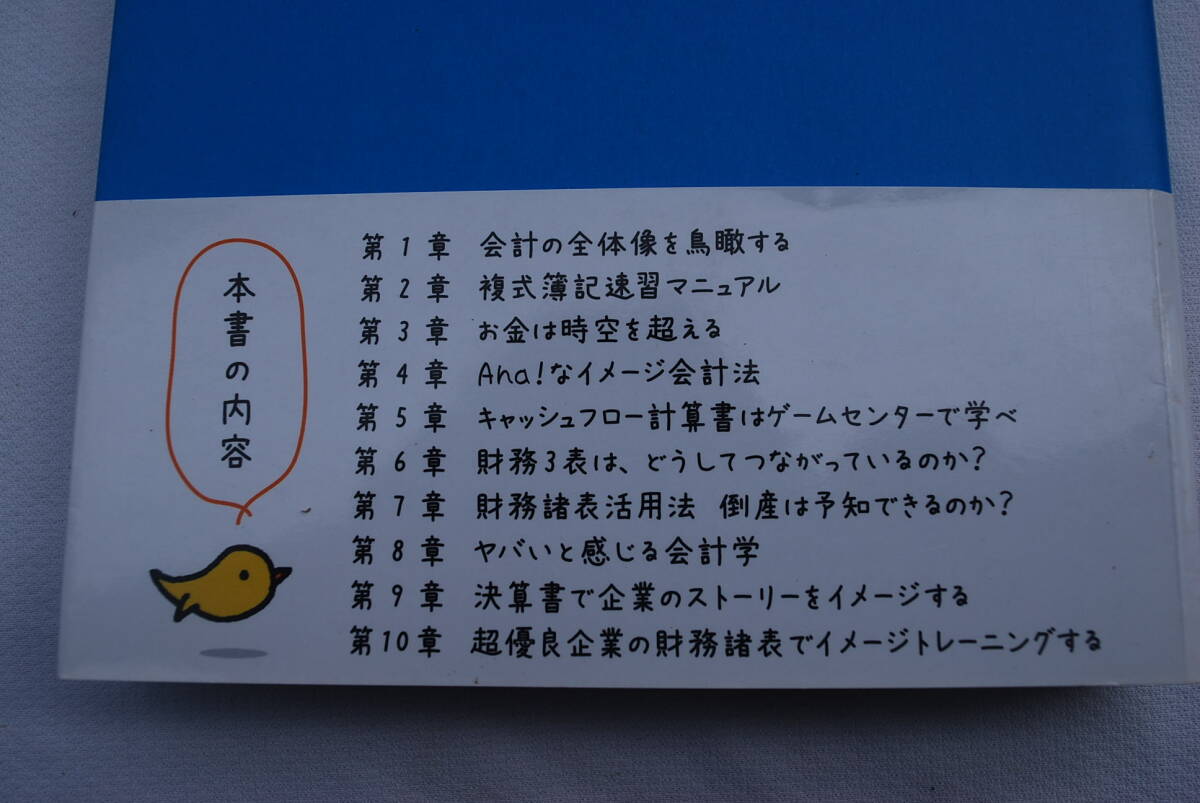 本書の内容
第1章 会計の全体像を鳥瞰する
第2章 複式簿記速習マニュアル
第3章 お金は時空を超える
第4章 Aha!なイメージ会計法
第5章 キャッシュフロー計算書はゲームセンターで学べ
第6章 財務3表は、どうしてつながっているのか?
第7章 財務諸表活用法 倒産は予知できるのか?
第8章 ヤバいと感じる会計学
第9章 決算書で企業のストーリーをイメージする
第10章 超優良企業の財務諸表でイメージトレーニングする